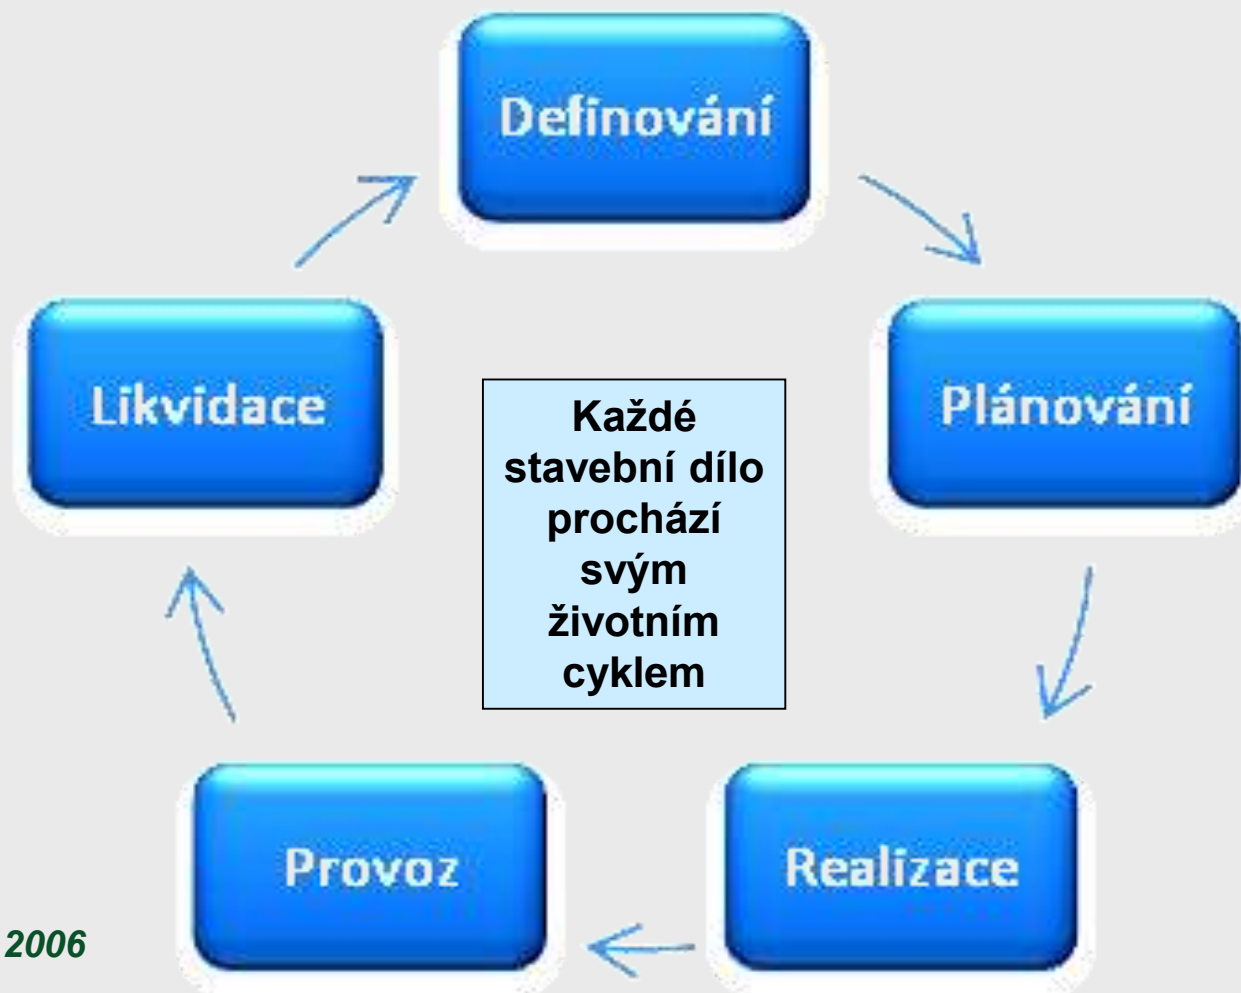 Definování
Likvidace
Plánování
Každé
stavební dílo
prochází
svým
životním
cyklem
Provoz
Realizace
2006